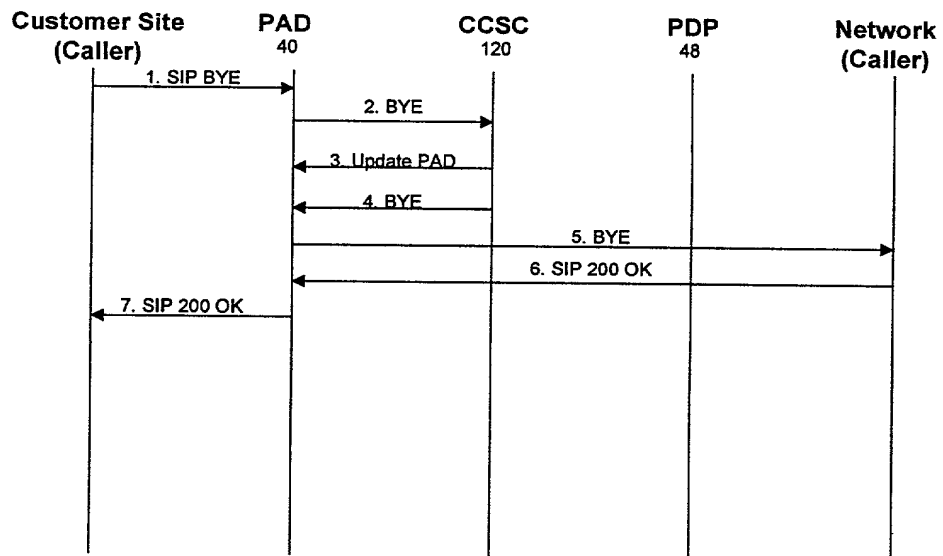 Customer Site
(Caller)
PAD
40
CCSC
120
PDP
48
Network
(Caller)
1. SIP BYE
2. BYE
3. Update PAD
4. BYE
5. BYE
6. SIP 200 OK
7. SIP 200 OK